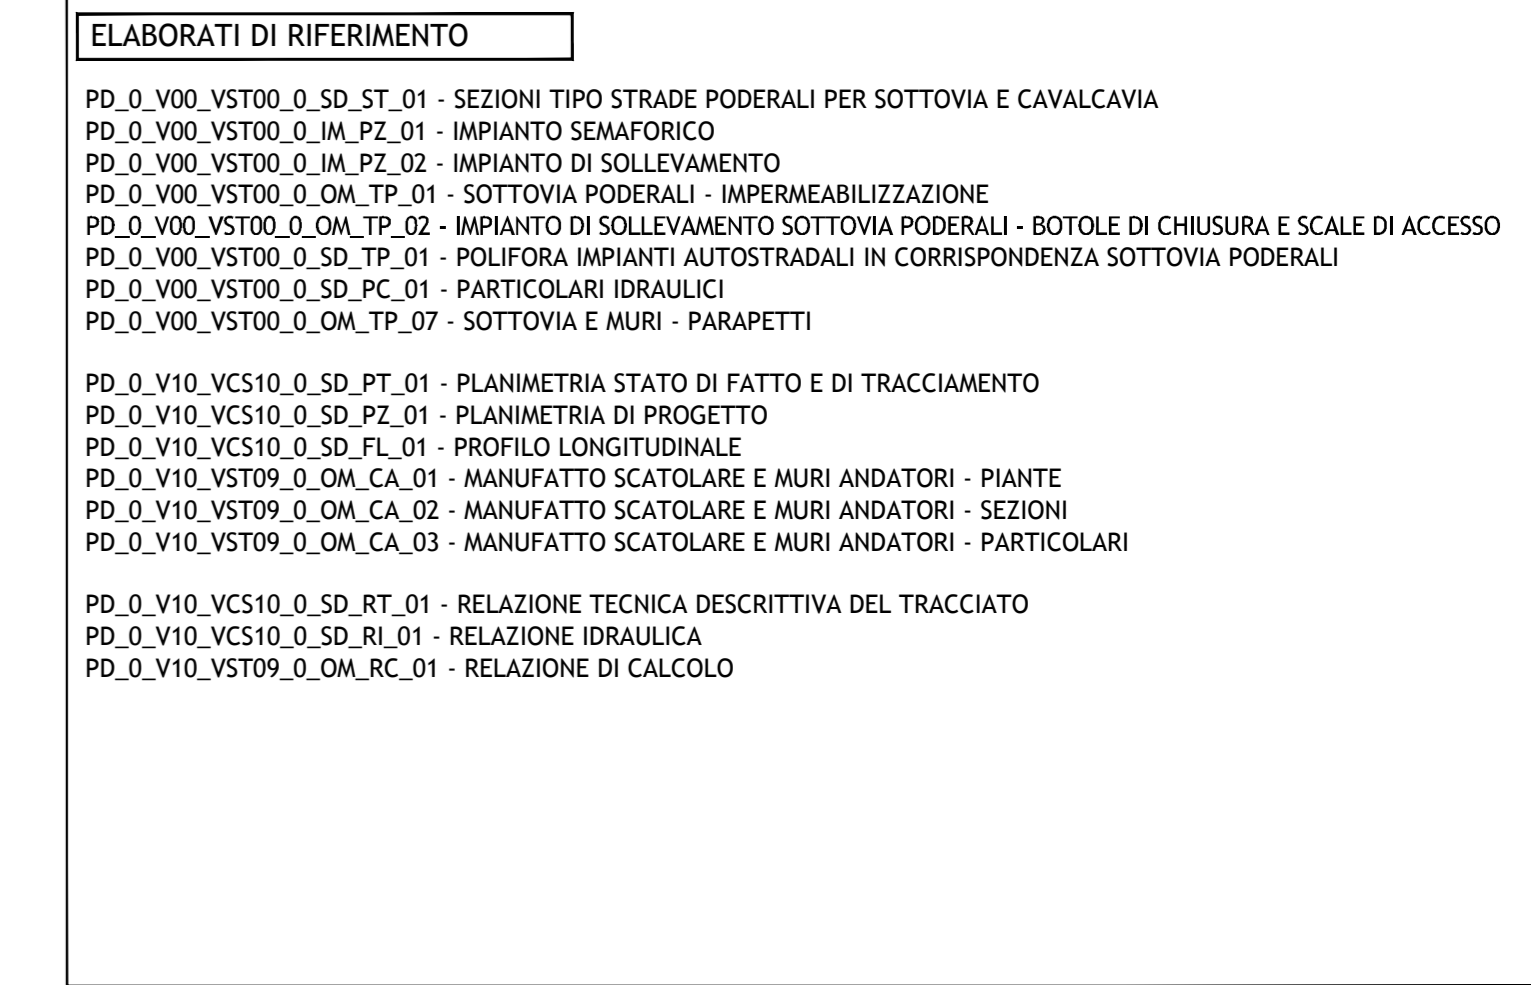 ELABORATI DI RIFERIMENTO
PD_0_V00_VST00_0_SD_ST_01 - SEZIONI TIPO STRADE PODERALI PER SOTTOVIA E CAVALCAVIA
PD_0_V00_VST00_0_IM_PZ_01 - IMPIANTO SEMAFORICO
PD_0_V00_VST00_0_IM_PZ_02 - IMPIANTO DI SOLLEVAMENTO
PD_0_V00_VST00_0_OM_TP_01 - SOTTOVIA PODERALI - IMPERMEABILIZZAZIONE
PD_0_V00_VST00_0_OM_TP_02 - IMPIANTO DI SOLLEVAMENTO SOTTOVIA PODERALI - BOTOLE DI CHIUSURA E SCALE DI ACCESSO
PD_0_V00_VST00_0_SD_TP_01 - POLIFORA IMPIANTI AUTOSTRADALI IN CORRISPONDENZA SOTTOVIA PODERALI
PD_0_V00_VST00_0_SD_PC_01 - PARTICOLARI IDRAULICI
PD_0_V00_VST00_0_OM_TP_07 - SOTTOVIA E MURI - PARAPETTI
PD_0_V10_VCS10_0_SD_PT_01 - PLANIMETRIA STATO DI FATTO E DI TRACCIAMENTO
PD_0_V10_VCS10_0_SD_PZ_01 - PLANIMETRIA DI PROGETTO
PD_0_V10_VCS10_0_SD_FL_01 - PROFILO LONGITUDINALE
PD_0_V10_VST09_0_OM_CA_01 - MANUFATTO SCATOLARE E MURI ANDATORI - PIANTE
PD_0_V10_VST09_0_OM_CA_02 - MANUFATTO SCATOLARE E MURI ANDATORI - SEZIONI
PD_0_V10_VST09_0_OM_CA_03 - MANUFATTO SCATOLARE E MURI ANDATORI - PARTICOLARI
PD_0_V10_VCS10_0_SD_RT_01 - RELAZIONE TECNICA DESCRITTIVA DEL TRACCIATO
PD_0_V10_VCS10_0_SD_RI_01 - RELAZIONE IDRAULICA
PD_0_V10_VST09_0_OM_RC_01 - RELAZIONE DI CALCOLO